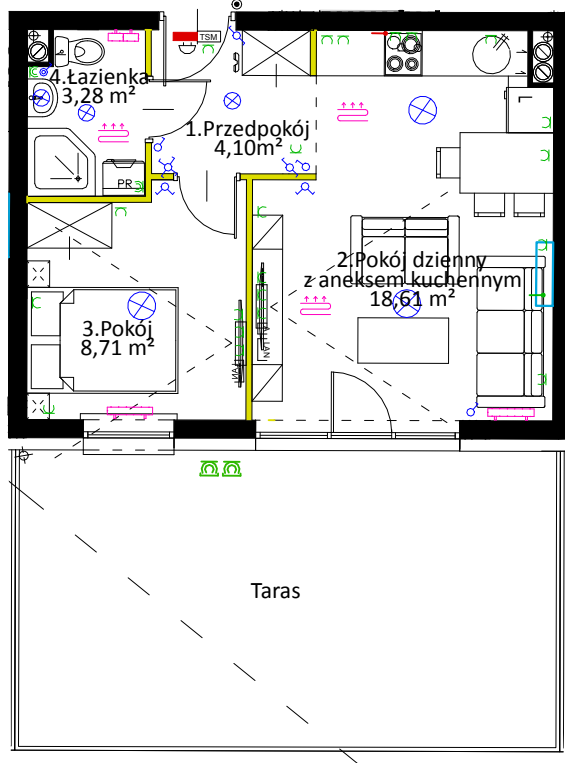 TSM
4.Łazienka
3,28 m²
1.Przedpokój
4,10m²
PR
2.Pokój dzienny
z aneksem kuchennym
18,61 m²
3.Pokój
8,71 m²
Taras